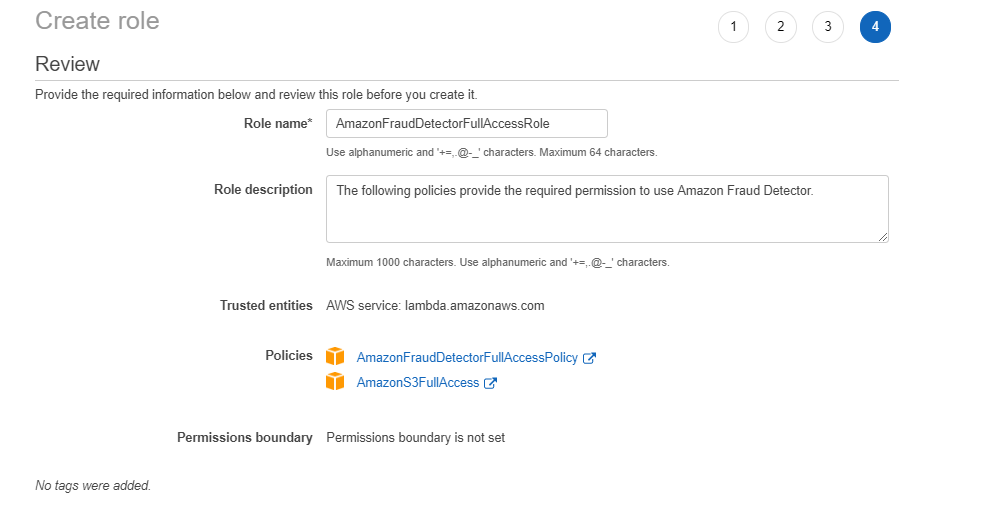 Create role
1 2 3 4
Review
Provide the required information below and review this role before you create it.
Role name* AmazonFraudDetectorFullAccessRole
Use alphanumeric and '+=,.@-_' characters. Maximum 64 characters.
Role description The following policies provide the required permission to use Amazon Fraud Detector.
Maximum 1000 characters. Use alphanumeric and '+=,.@-_' characters.
Trusted entities AWS service: lambda.amazonaws.com
Policies AmazonFraudDetectorFullAccessPolicy
AmazonS3FullAccess
Permissions boundary Permissions boundary is not set
No tags were added.